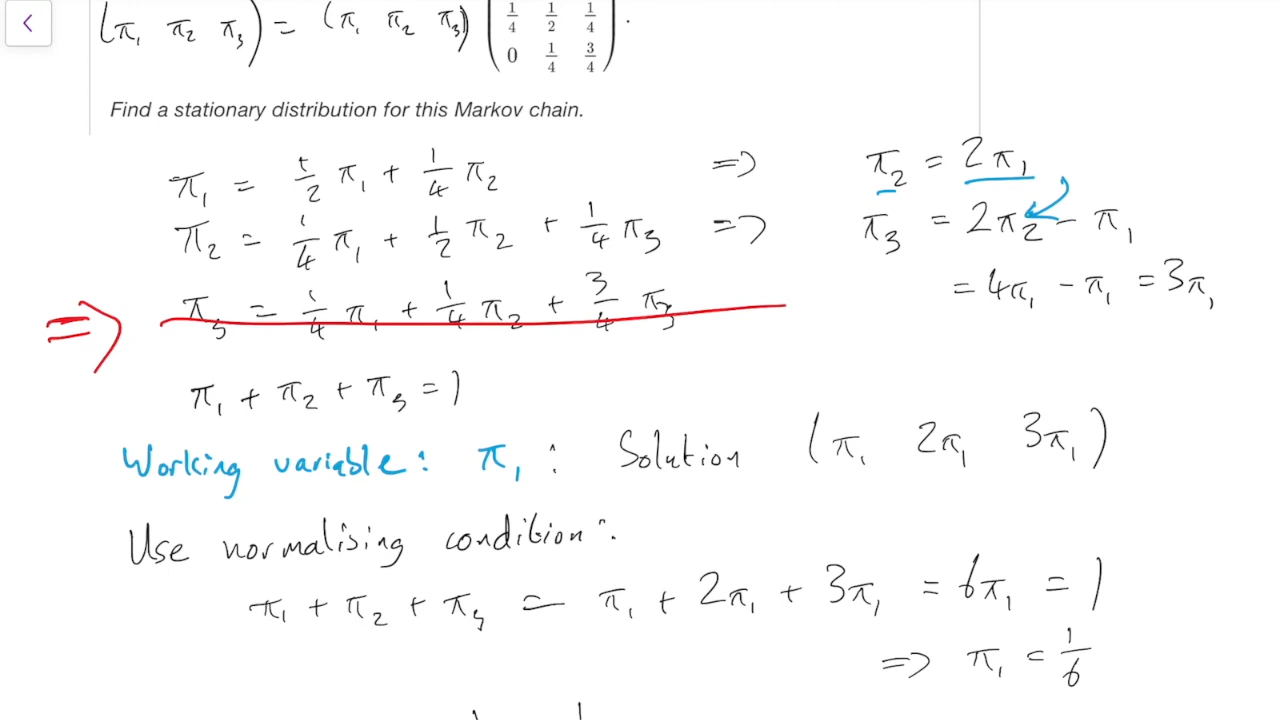 (π₁ π₂ π₃) = (π₁ π₂ π₃) ( 1/4 1/2 1/4
0 1/4 3/4 ).
Find a stationary distribution for this Markov chain.
π₁ = 1/2 π₁ + 1/4 π₂ => π₂ = 2π₁
π₂ = 1/4 π₁ + 1/2 π₂ + 1/4 π₃ => π₃ = 2π₂ - π₁
= 4π₁ - π₁ = 3π₁
=> π₃ = 1/4 π₁ + 1/4 π₂ + 3/4 π₃
π₁ + π₂ + π₃ = 1
Working variable: π₁ : Solution (π₁ 2π₁ 3π₁)
Use normalising condition:
π₁ + π₂ + π₃ = π₁ + 2π₁ + 3π₁ = 6π₁ = 1
=> π₁ = 1/6